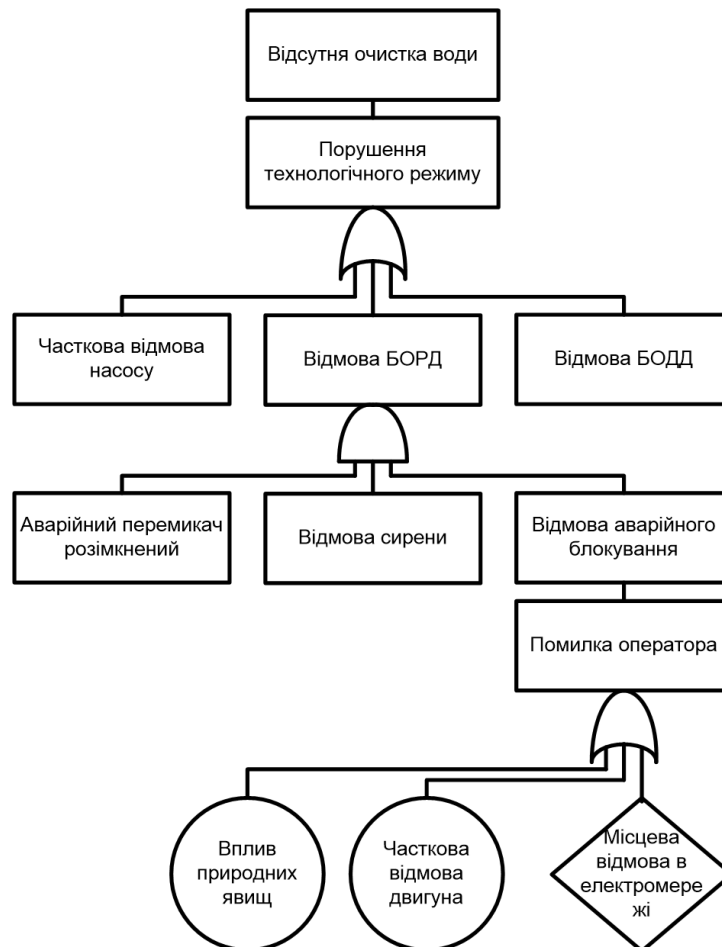 Відсутня очистка води
Порушення
технологічного режиму
Часткова відмова
насосу
Відмова БОРД
Відмова БОДД
Аварійний перемикач
розімкнений
Відмова сирени
Відмова аварійного
блокування
Помилка оператора
Вплив
природних
явищ
Часткова
відмова
двигуна
Місцева
відмова в
електромере
жі